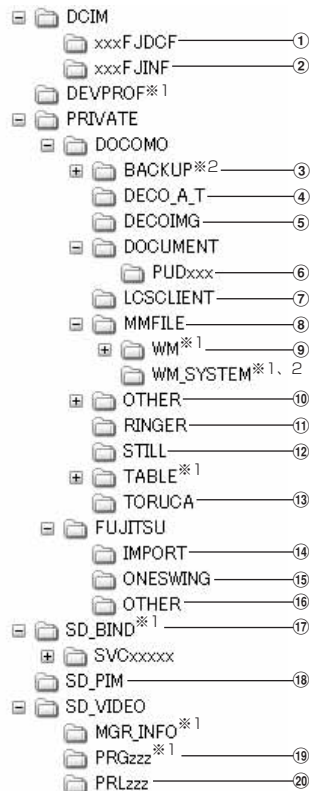 DCIM
xxxFJDCF ①
xxxFJINF ②
DEVPROF※1
PRIVATE
DOCOMO
BACKUP※2 ③
DECO_A_T ④
DECOIMG ⑤
DOCUMENT
PUDxxx ⑥
LCSCLIENT ⑦
MMFILE ⑧
WM※1 ⑨
WM_SYSTEM※1、2
OTHER ⑩
RINGER ⑪
STILL ⑫
TABLE※1
TORUCA ⑬
FUJITSU
IMPORT ⑭
ONESWING ⑮
OTHER ⑯
SD_BIND※1 ⑰
SVCxxxxx
SD_PIM ⑱
SD_VIDEO
MGR_INFO※1
PRGzzz※1 ⑲
PRLzzz ⑳